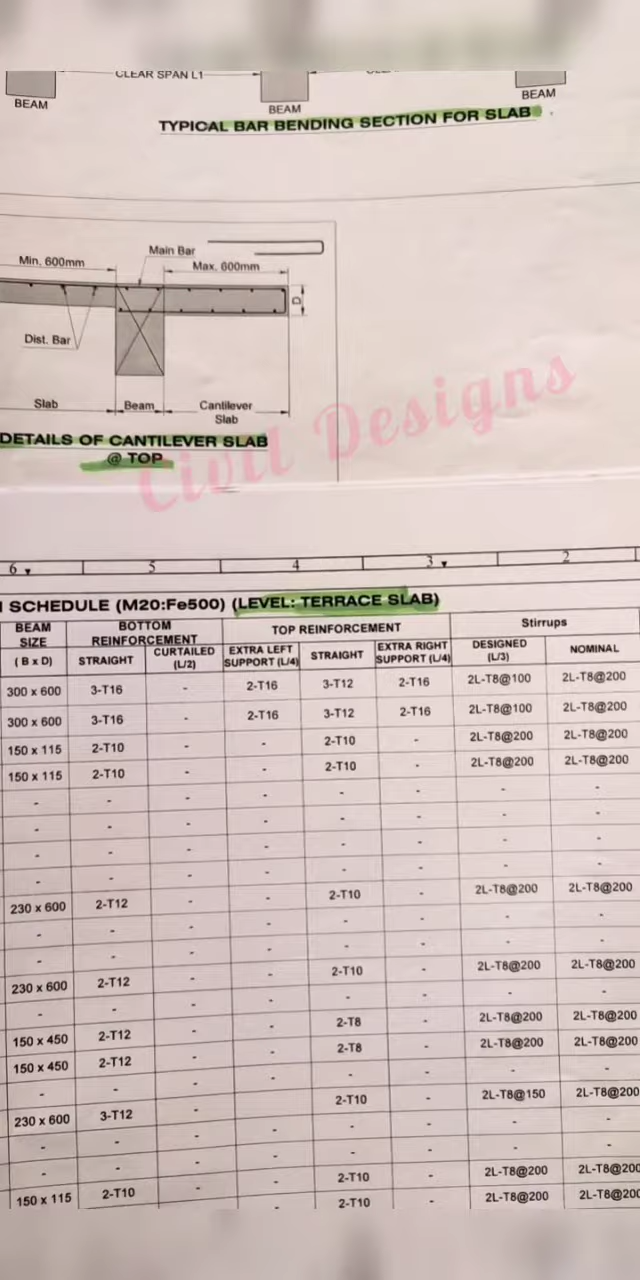 CLEAR SPAN L1
BEAM
BEAM
BEAM
TYPICAL BAR BENDING SECTION FOR SLAB
Main Bar
Min. 600mm
Max. 600mm
D
Dist. Bar
Slab
Beam
Cantilever
Slab
DETAILS OF CANTILEVER SLAB
@ TOP
Civil Designs
6 5 4 3 2
SCHEDULE (M20:Fe500) (LEVEL: TERRACE SLAB)
BEAM SIZE BOTTOM REINFORCEMENT TOP REINFORCEMENT Stirrups
( B x D) STRAIGHT CURTAILED (L/2) EXTRA LEFT SUPPORT (L/4) STRAIGHT EXTRA RIGHT SUPPORT (L/4) DESIGNED (L/3) NOMINAL
300 x 600 3-T16 - 2-T16 3-T12 2-T16 2L-T8@100 2L-T8@200
300 x 600 3-T16 - 2-T16 3-T12 2-T16 2L-T8@100 2L-T8@200
150 x 115 2-T10 - - 2-T10 - 2L-T8@200 2L-T8@200
150 x 115 2-T10 - - 2-T10 - 2L-T8@200 2L-T8@200
- - - - - - - -
- - - - - - - -
- - - - - - - -
- - - - - - - -
230 x 600 2-T12 - - 2-T10 - 2L-T8@200 2L-T8@200
- - - - - - - -
- - - - - - - -
230 x 600 2-T12 - - 2-T10 - 2L-T8@200 2L-T8@200
- - - - - - - -
150 x 450 2-T12 - - 2-T8 - 2L-T8@200 2L-T8@200
150 x 450 2-T12 - - 2-T8 - 2L-T8@200 2L-T8@200
- - - - - - - -
230 x 600 3-T12 - 2-T10 - 2L-T8@150 2L-T8@200
- - - - - - - -
- - - - - - - -
150 x 115 2-T10 - - 2-T10 - 2L-T8@200 2L-T8@200
- 2-T10 - 2L-T8@200 2L-T8@200